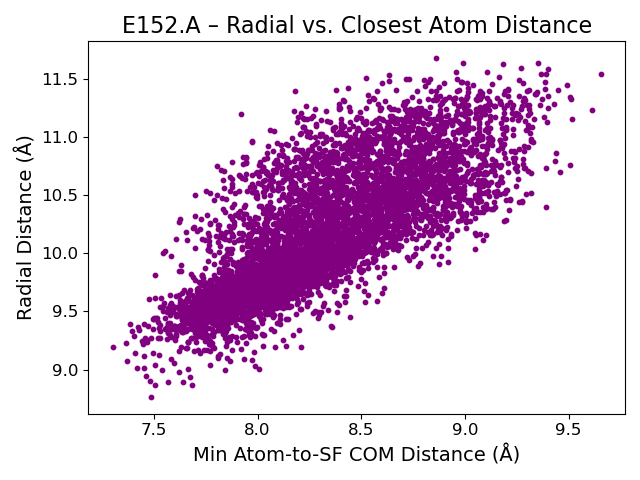 E152.A – Radial vs. Closest Atom Distance
Radial Distance (Å)
11.5
11.0
10.5
10.0
9.5
9.0
7.5 8.0 8.5 9.0 9.5
Min Atom-to-SF COM Distance (Å)